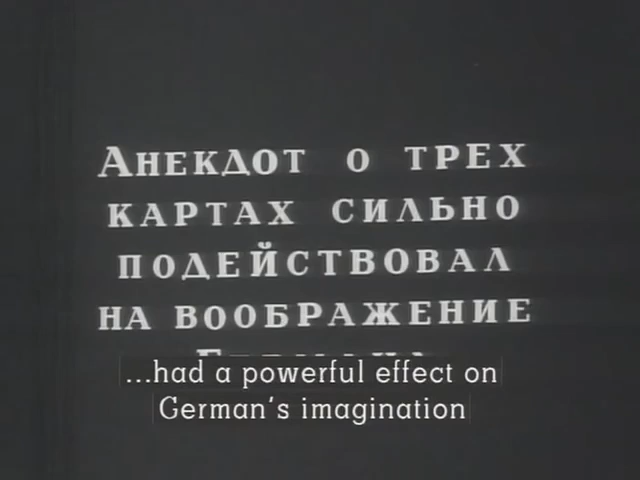 Анекдот о трех
картах сильно
подействовал
на воображение
...had a powerful effect on
German's imagination